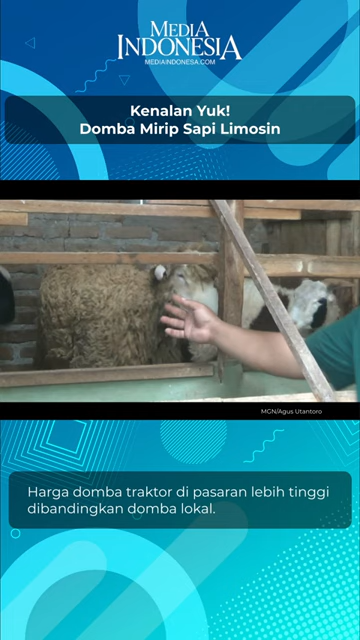 MEDIA
INDONESIA
MEDIAINDONESA.COM
Kenalan Yuk!
Domba Mirip Sapi Limosin
MGN/Agus Utantoro
Harga domba traktor di pasaran lebih tinggi
dibandingkan domba lokal.